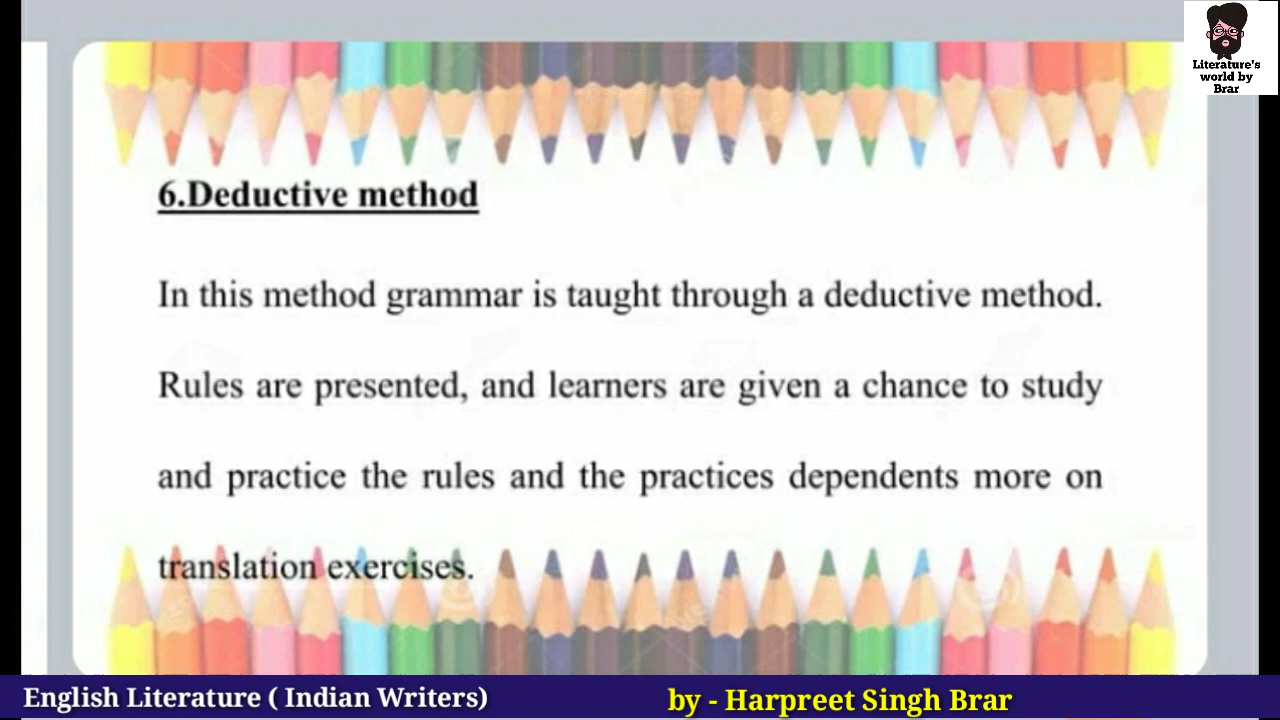 Literature's
world by
Brar
6.Deductive method
In this method grammar is taught through a deductive method.
Rules are presented, and learners are given a chance to study
and practice the rules and the practices dependents more on
translation exercises.
English Literature ( Indian Writers)
by - Harpreet Singh Brar